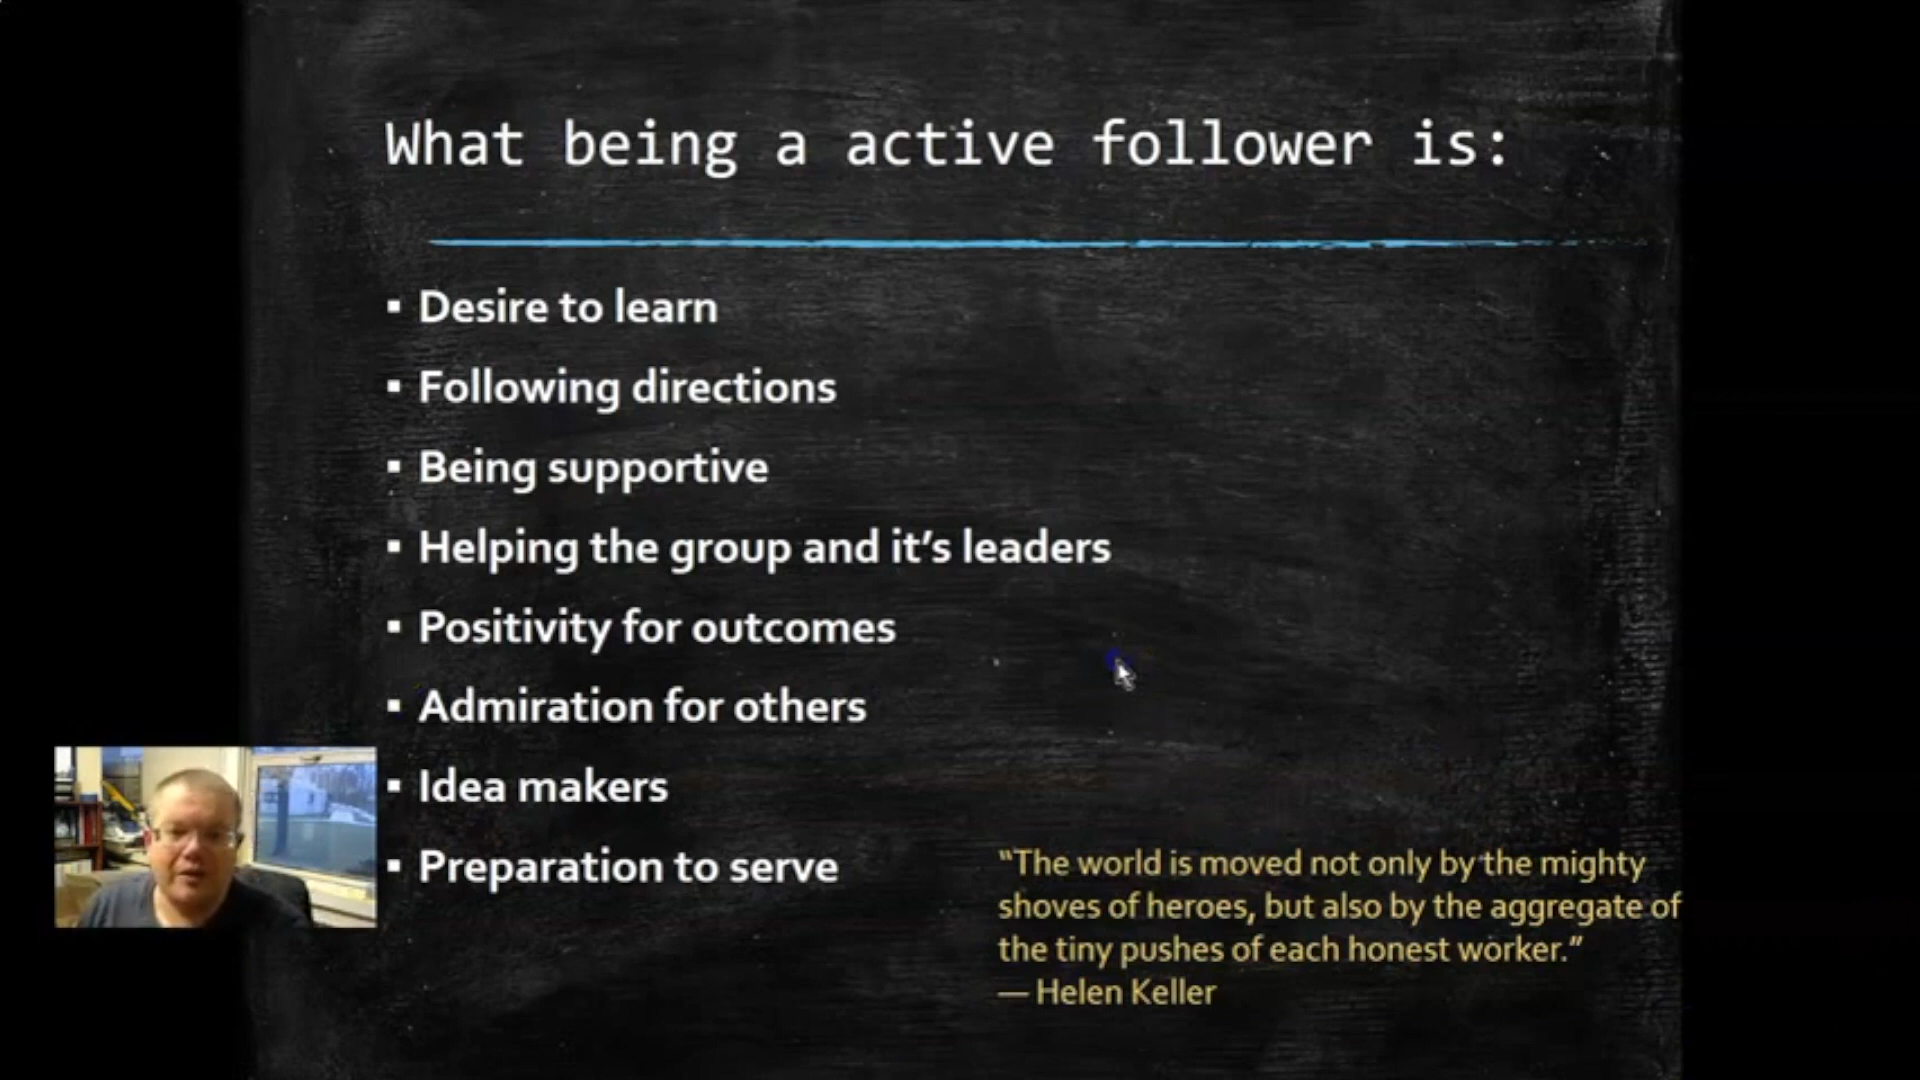 What being a active follower is:
▪ Desire to learn
▪ Following directions
▪ Being supportive
▪ Helping the group and it’s leaders
▪ Positivity for outcomes
▪ Admiration for others
▪ Idea makers
▪ Preparation to serve
“The world is moved not only by the mighty
shoves of heroes, but also by the aggregate of
the tiny pushes of each honest worker.”
— Helen Keller